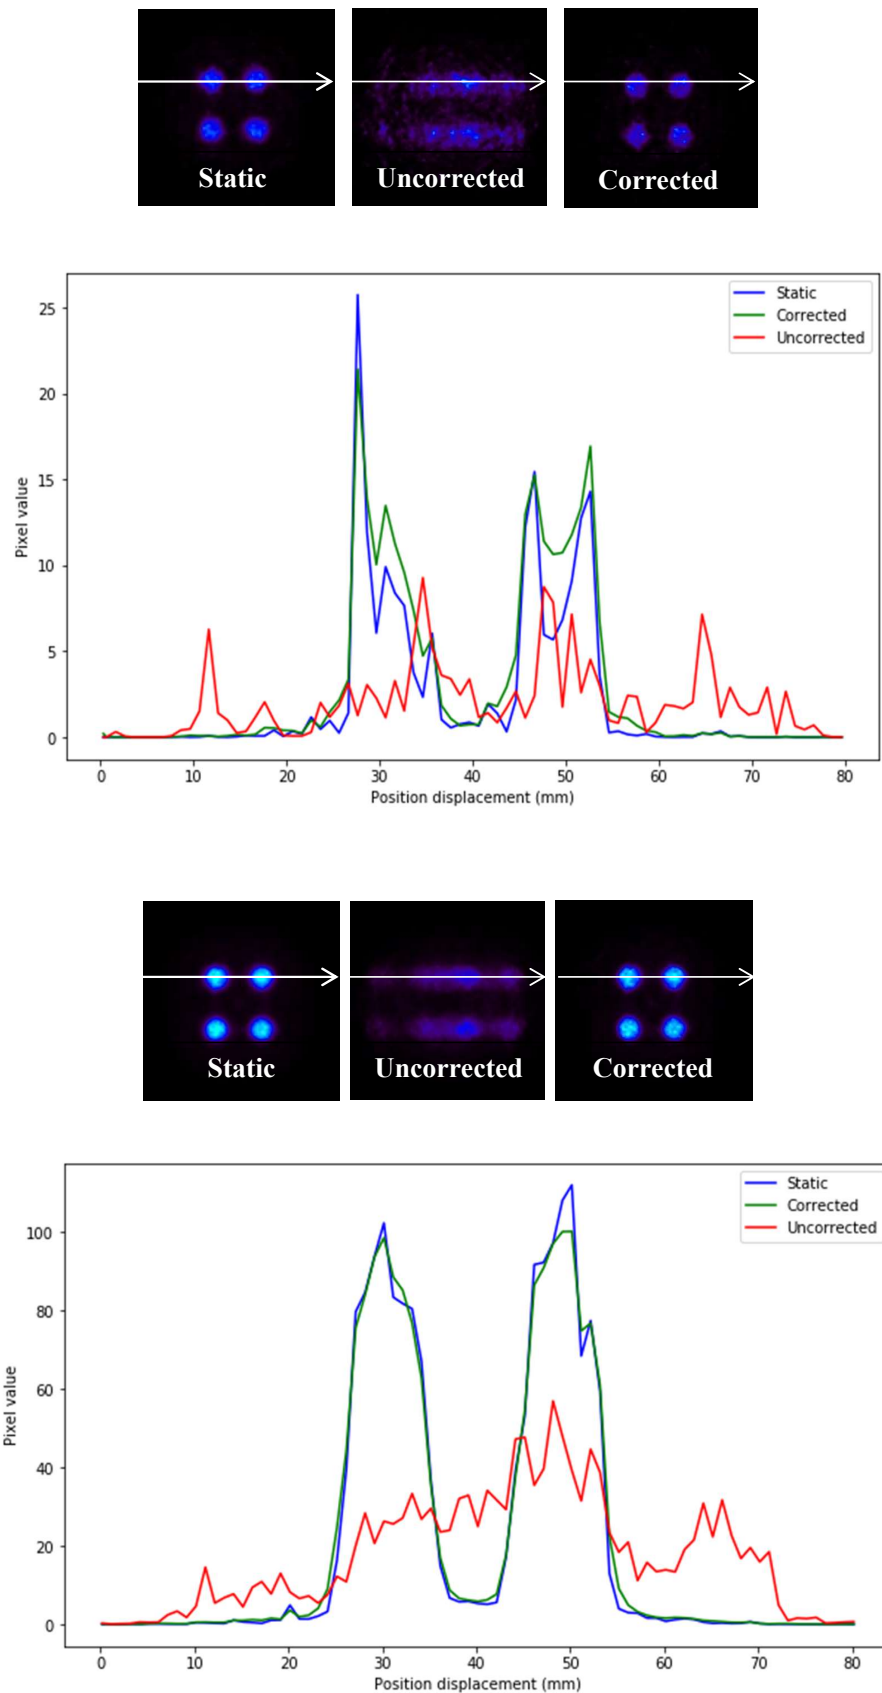 Static Uncorrected Corrected
Static
Corrected
Uncorrected
25
20
15
10
5
0
Pixel value
0 10 20 30 40 50 60 70 80
Position displacement (mm)
Static Uncorrected Corrected
Static
Corrected
Uncorrected
100
80
60
40
20
0
Pixel value
0 10 20 30 40 50 60 70 80
Position displacement (mm)